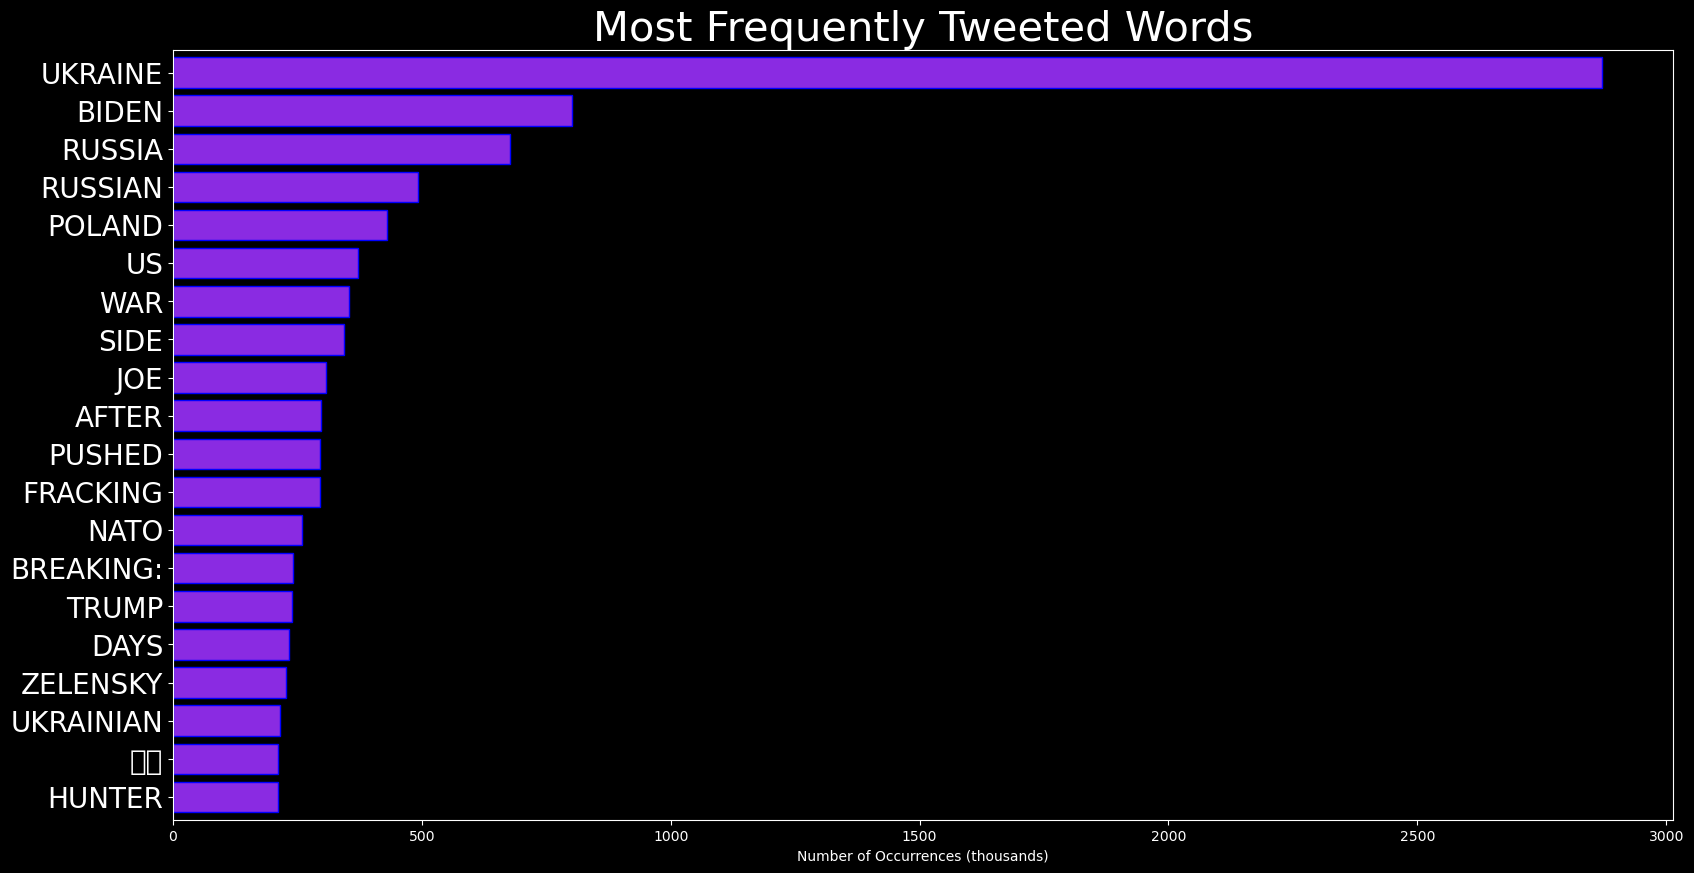 Most Frequently Tweeted Words
UKRAINE
BIDEN
RUSSIA
RUSSIAN
POLAND
US
WAR
SIDE
JOE
AFTER
PUSHED
FRACKING
NATO
BREAKING:
TRUMP
DAYS
ZELENSKY
UKRAINIAN
HUNTER
0 500 1000 1500 2000 2500 3000
Number of Occurrences (thousands)